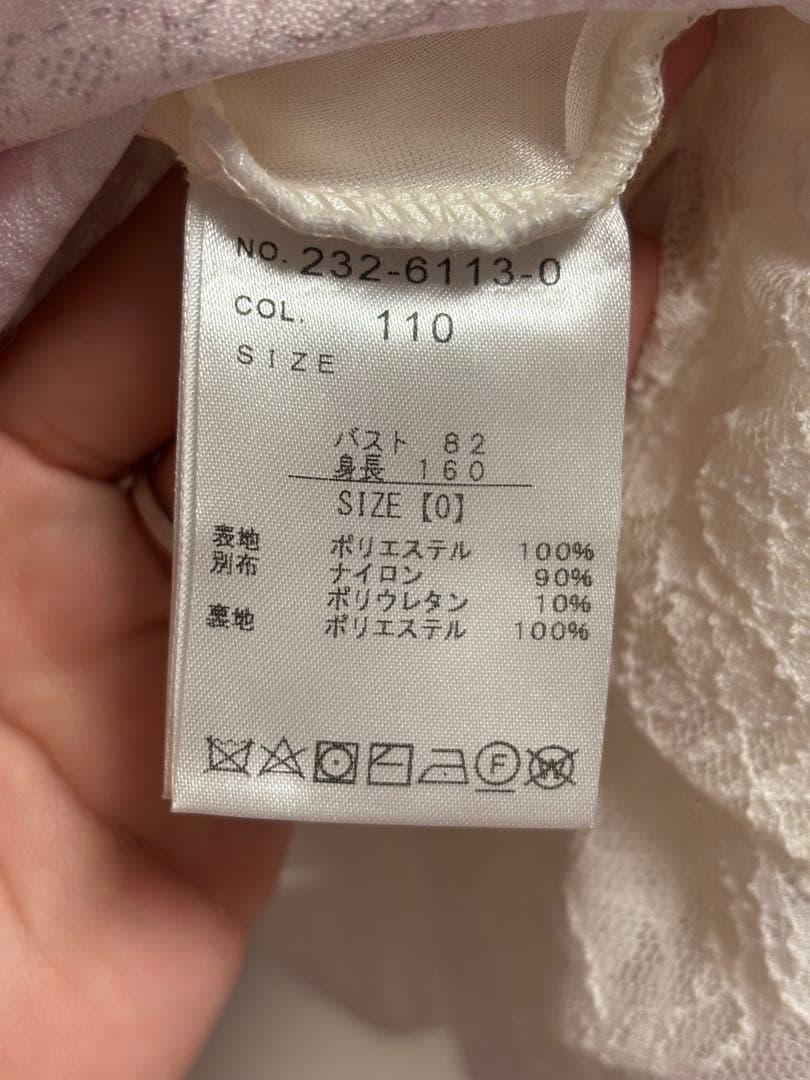 NO. 232-6113-0
COL. 110
SIZE
バスト 82
身長 160
SIZE【0】
表地 ポリエステル 100%
別布 ナイロン 90%
ポリウレタン 10%
裏地 ポリエステル 100%
F W